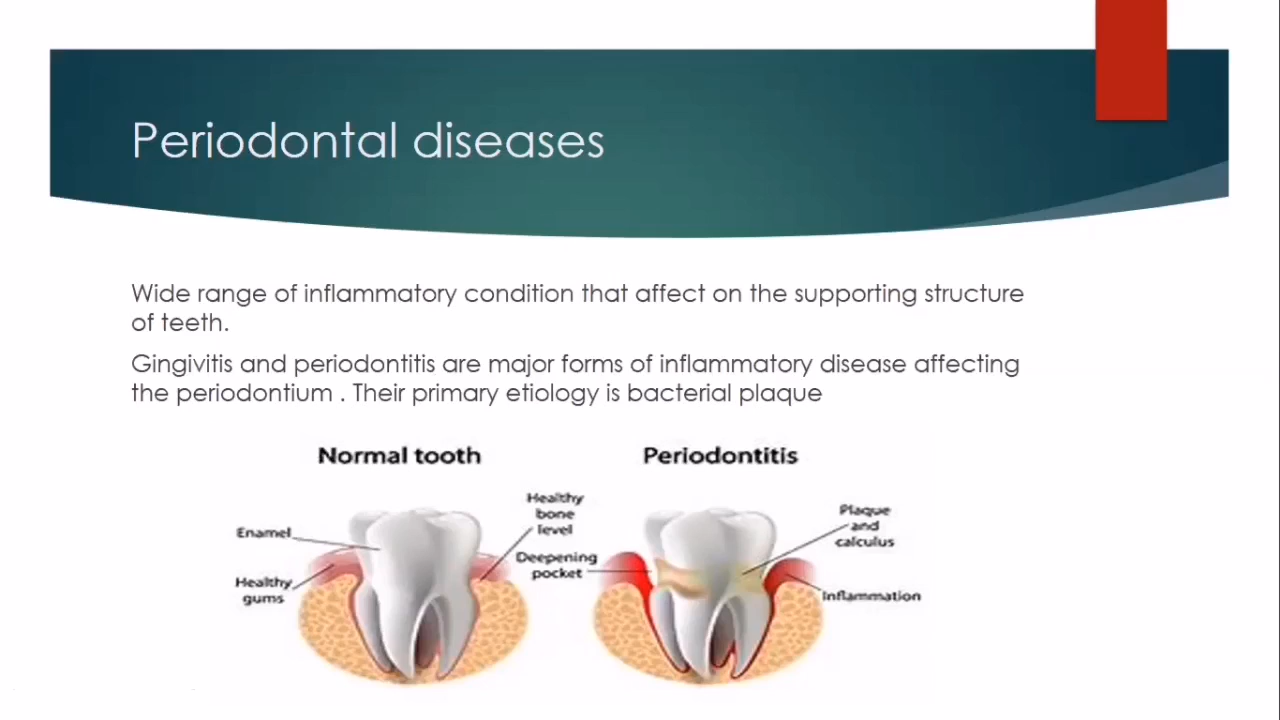 Periodontal diseases
Wide range of inflammatory condition that affect on the supporting structure
of teeth.
Gingivitis and periodontitis are major forms of inflammatory disease affecting
the periodontium . Their primary etiology is bacterial plaque
Normal tooth
Enamel
Healthy
gums
Healthy
bone
level
Periodontitis
Deepening
pocket
Plaque
and
calculus
Inflammation